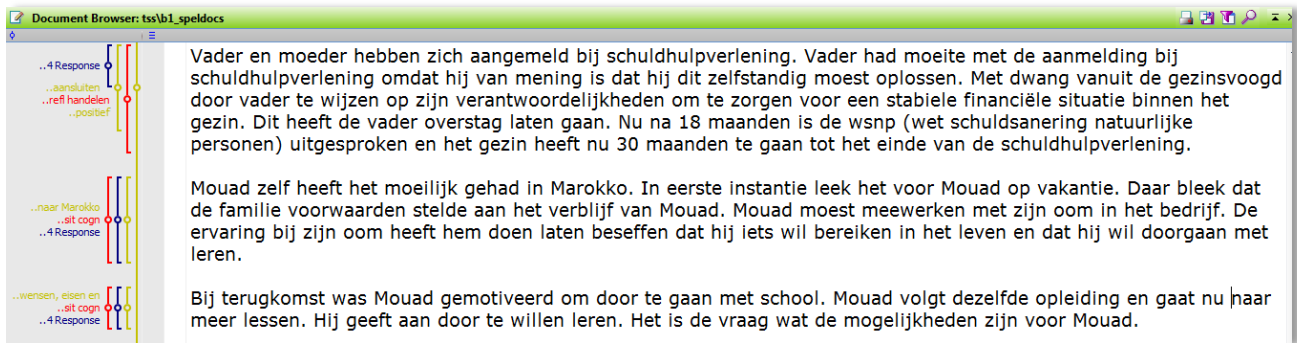 Document Browser: tss\b1_speldocs
Vader en moeder hebben zich aangemeld bij schuldhulpverlening. Vader had moeite met de aanmelding bij
..4 Response
schuldhulpverlening omdat hij van mening is dat hij dit zelfstandig moest oplossen. Met dwang vanuit de gezinsvoogd
..aansluiten
..refl handelen
door vader te wijzen op zijn verantwoordelijkheden om te zorgen voor een stabiele financiële situatie binnen het
..positief
gezin. Dit heeft de vader overstag laten gaan. Nu na 18 maanden is de wsnp (wet schuldsanering natuurlijke
personen) uitgesproken en het gezin heeft nu 30 maanden te gaan tot het einde van de schuldhulpverlening.
Mouad zelf heeft het moeilijk gehad in Marokko. In eerste instantie leek het voor Mouad op vakantie. Daar bleek dat
..naar Marokko
de familie voorwaarden stelde aan het verblijf van Mouad. Mouad moest meewerken met zijn oom in het bedrijf. De
..sit cogn
..4 Response
ervaring bij zijn oom heeft hem doen laten beseffen dat hij iets wil bereiken in het leven en dat hij wil doorgaan met
leren.
..wensen, eisen en
Bij terugkomst was Mouad gemotiveerd om door te gaan met school. Mouad volgt dezelfde opleiding en gaat nu naar
..sit cogn
..4 Response
meer lessen. Hij geeft aan door te willen leren. Het is de vraag wat de mogelijkheden zijn voor Mouad.